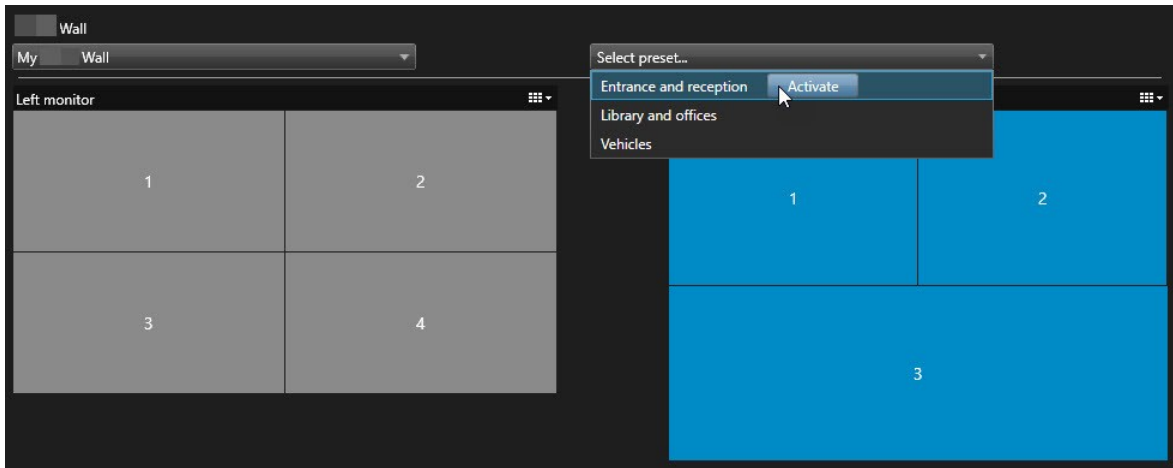 Wall
My Wall
Select preset...
Entrance and reception Activate
Left monitor
Library and offices
Vehicles
1 2
3 4
1 2
3